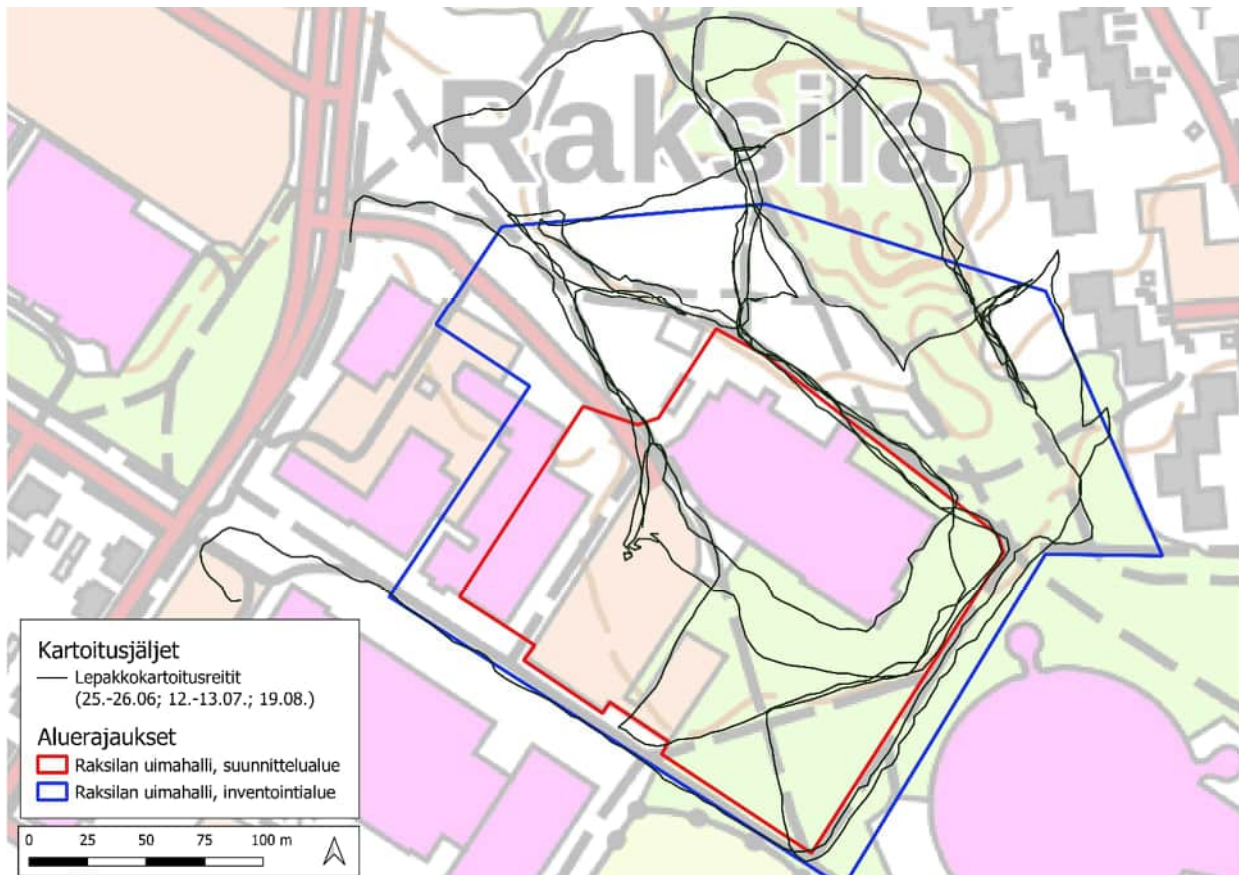 Raksila
Kartoitusjäljet
Lepakkokartoitusreitit
(25.-26.06; 12.-13.07.; 19.08.)
Aluerajaukset
Raksilan uimahalli, suunnittelualue
Raksilan uimahalli, inventointialue
0 25 50 75 100 m